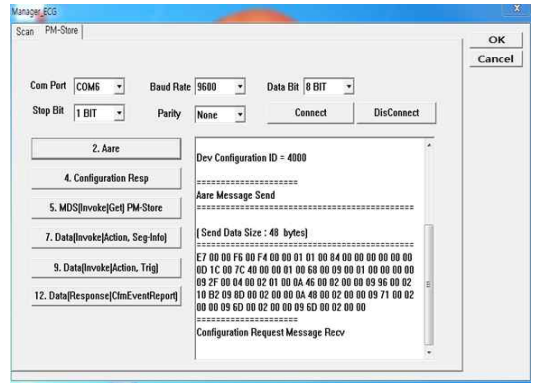 Manager_ECG
X
Scan PM-Store
OK
Cancel
Com Port COM6 Baud Rate 9600 Data Bit 8 BIT
Stop Bit 1 BIT Parity None Connect DisConnect
2. Aare
4. Configuration Resp
5. MDS(Invoke|Get) PM-Store
7. Data(Invoke|Action, Seg-Info)
9. Data(Invoke|Action, Trig)
12. Data(Response|CfmEventReport)
Dev Configuration ID = 4000
=====================
Aare Message Send
=============================================
( Send Data Size : 48 bytes)
=============================================
E7 00 00 F6 00 F4 00 00 01 01 00 84 00 00 00 00 00 00
0D 1C 00 7C 40 00 00 01 00 68 00 09 00 01 00 00 00 00
09 2F 00 04 00 02 01 00 0A 46 00 02 00 00 09 96 00 02
10 B2 09 8D 00 02 00 00 0A 48 00 02 00 00 09 71 00 02
00 00 09 6D 00 02 00 00 09 6D 00 02 00 00
=====================
Configuration Request Message Recv